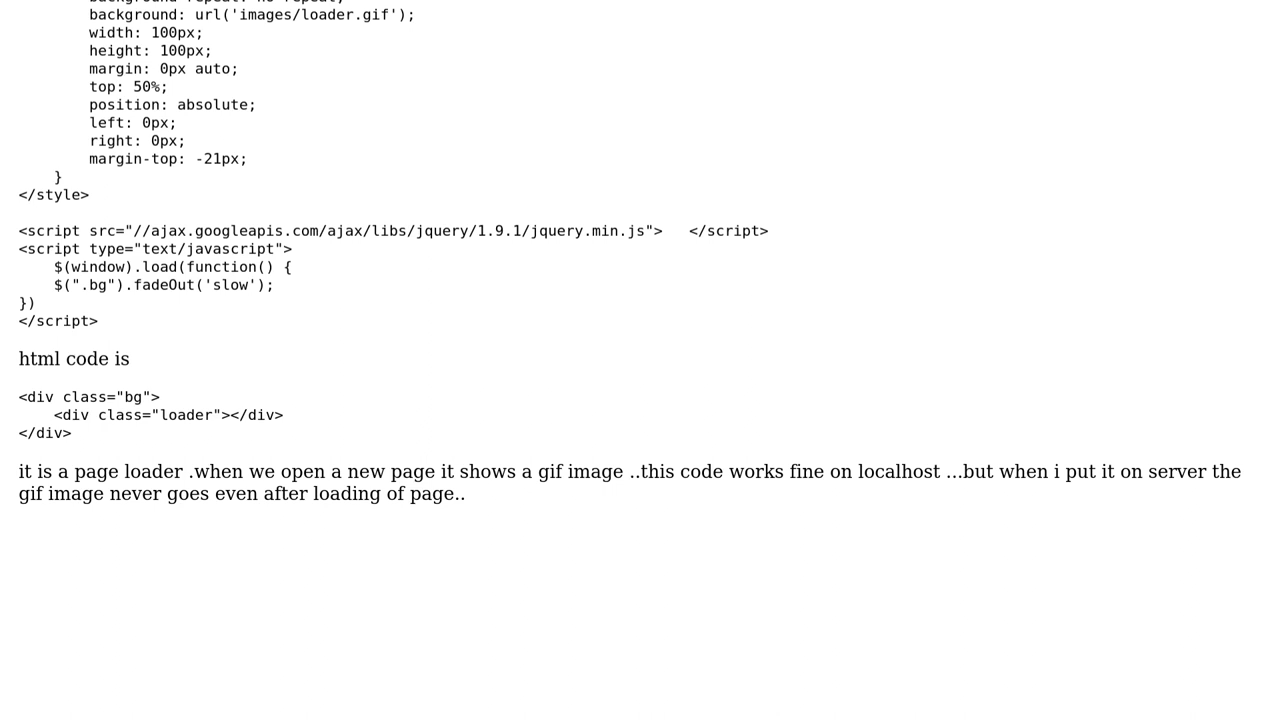 background-repeat: no-repeat;
        background: url('images/loader.gif');
        width: 100px;
        height: 100px;
        margin: 0px auto;
        top: 50%;
        position: absolute;
        left: 0px;
        right: 0px;
        margin-top: -21px;
    }
</style>
<script src="//ajax.googleapis.com/ajax/libs/jquery/1.9.1/jquery.min.js">   </script>
<script type="text/javascript">
    $(window).load(function() {
    $(".bg").fadeOut('slow');
})
</script>
html code is
<div class="bg">
    <div class="loader"></div>
</div>
it is a page loader .when we open a new page it shows a gif image ..this code works fine on localhost ...but when i put it on server the
gif image never goes even after loading of page..